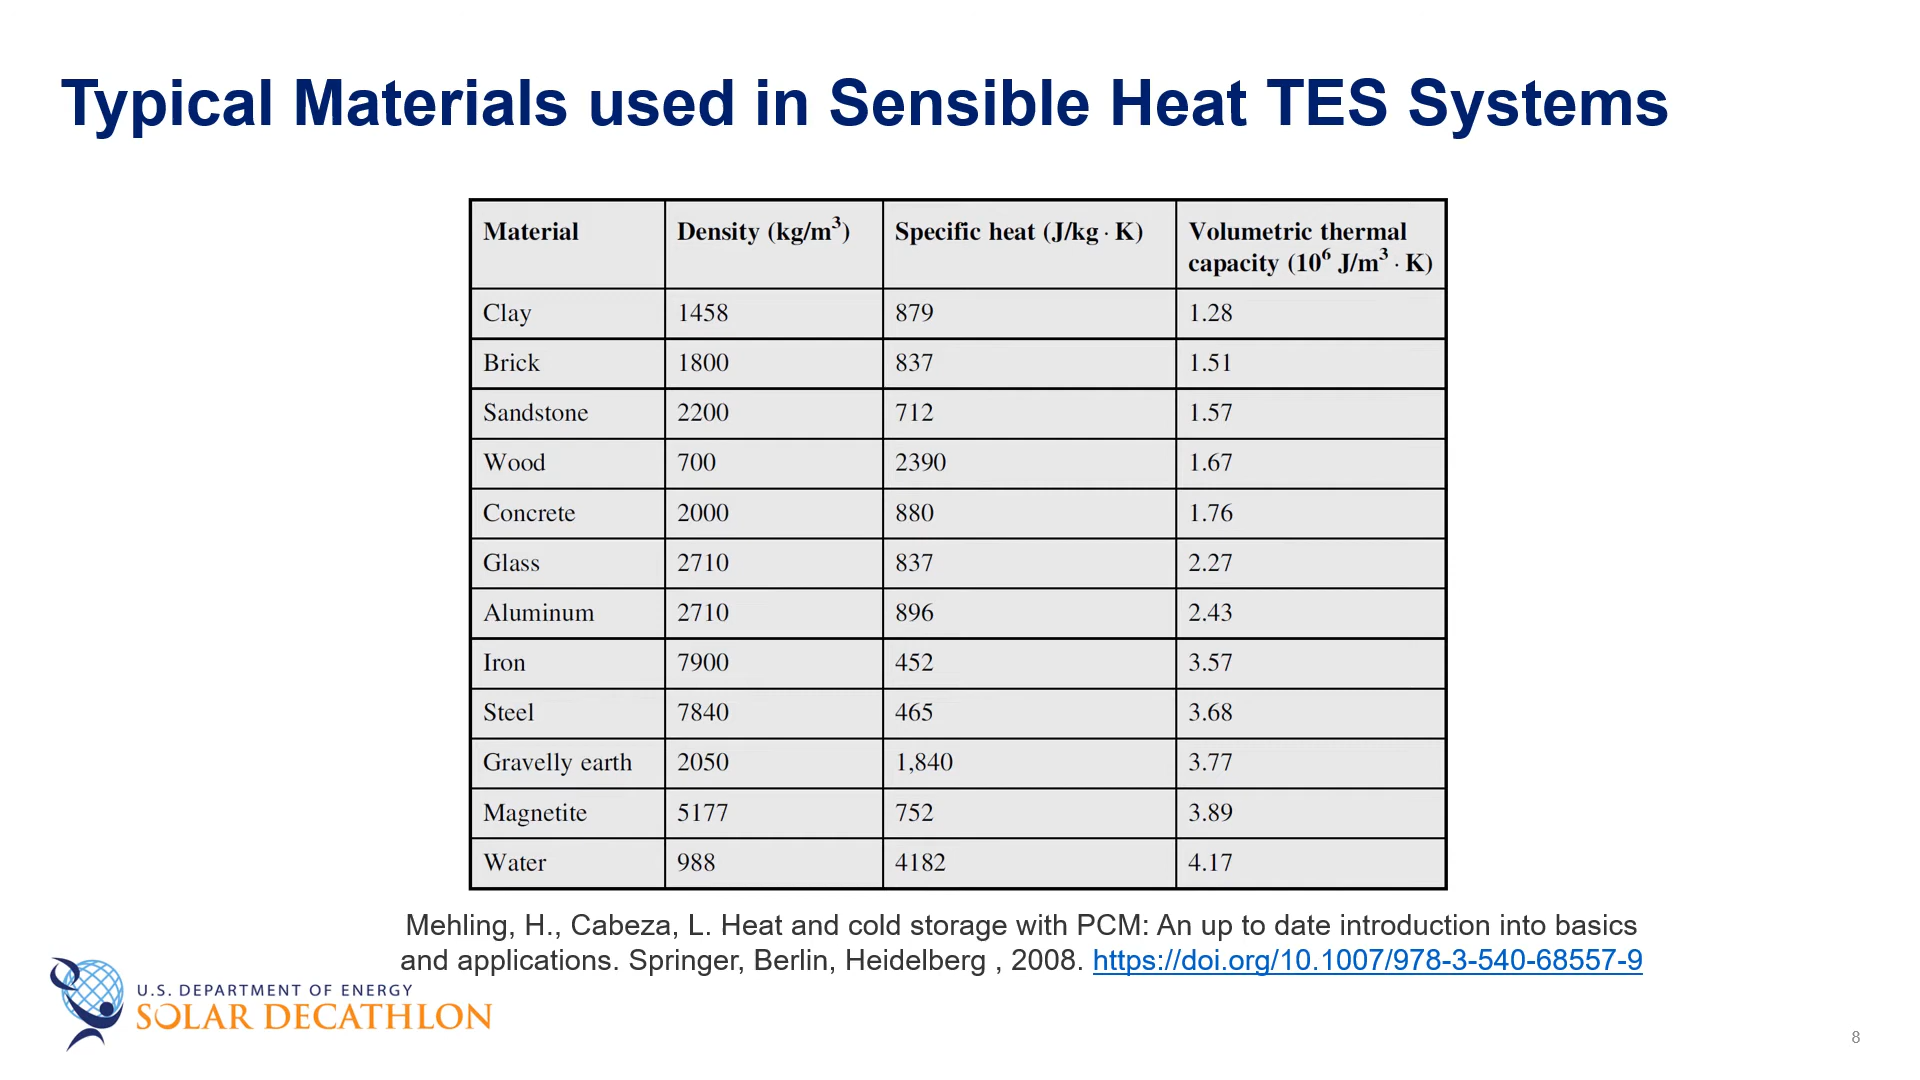 Typical Materials used in Sensible Heat TES Systems
Material Density (kg/m³) Specific heat (J/kg · K) Volumetric thermal capacity (10⁶ J/m³ · K)
Clay 1458 879 1.28
Brick 1800 837 1.51
Sandstone 2200 712 1.57
Wood 700 2390 1.67
Concrete 2000 880 1.76
Glass 2710 837 2.27
Aluminum 2710 896 2.43
Iron 7900 452 3.57
Steel 7840 465 3.68
Gravelly earth 2050 1,840 3.77
Magnetite 5177 752 3.89
Water 988 4182 4.17
Mehling, H., Cabeza, L. Heat and cold storage with PCM: An up to date introduction into basics
and applications. Springer, Berlin, Heidelberg , 2008. https://doi.org/10.1007/978-3-540-68557-9
U.S. DEPARTMENT OF ENERGY
SOLAR DECATHLON
8